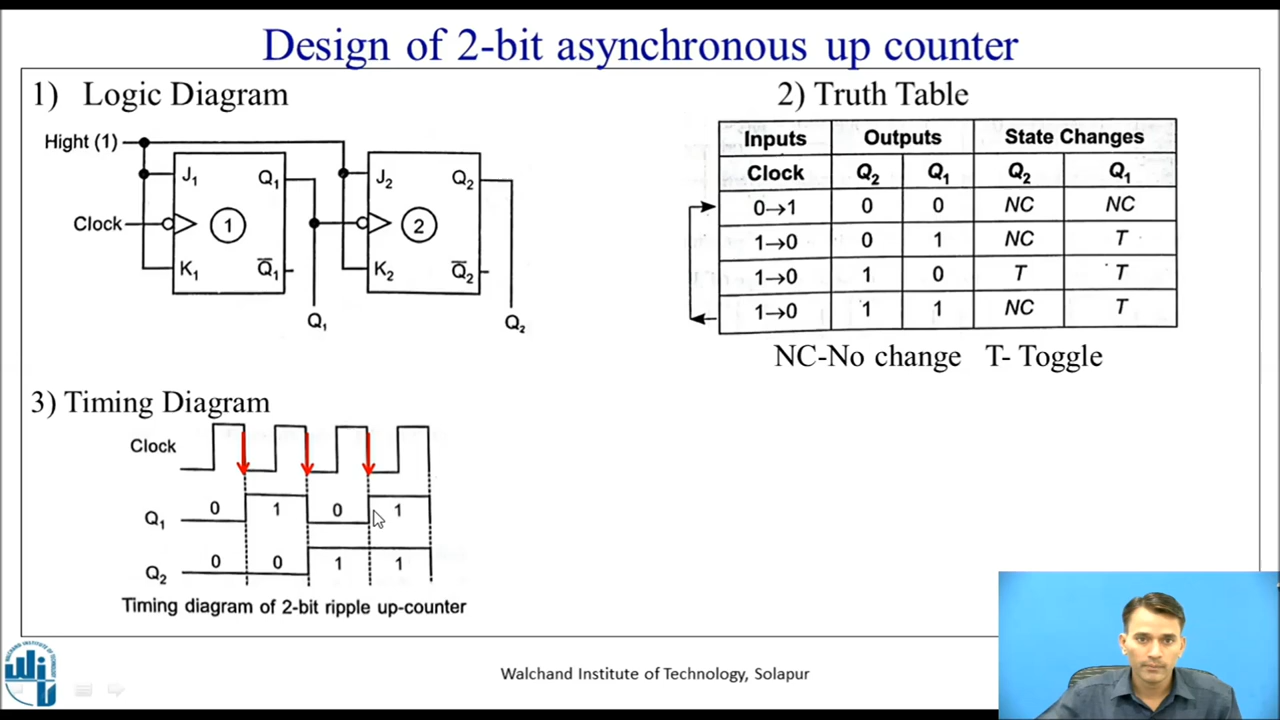 Design of 2-bit asynchronous up counter
1) Logic Diagram
Hight (1)
J₁ Q₁ J₂ Q₂
Clock 1 2
K₁ Q̅₁ K₂ Q̅₂
Q₁ Q₂
2) Truth Table
Inputs Outputs State Changes
Clock Q₂ Q₁ Q₂ Q₁
0→1 0 0 NC NC
1→0 0 1 NC T
1→0 1 0 T T
1→0 1 1 NC T
NC-No change T- Toggle
3) Timing Diagram
Clock
Q₁ 0 1 0 1
Q₂ 0 0 1 1
Timing diagram of 2-bit ripple up-counter
Walchand Institute of Technology, Solapur